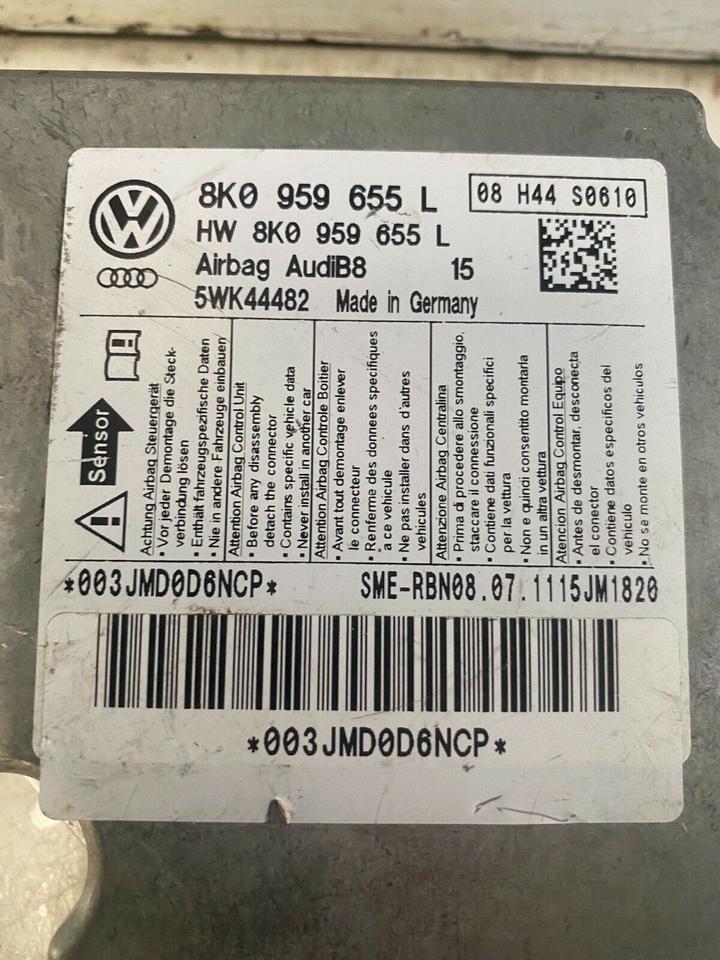 8K0 959 655 L
08 H44 S0610
HW 8K0 959 655 L
Airbag AudiB8 15
5WK44482 Made in Germany
Sensor
Achtung Airbag Steuergerät
• Vor jeder Demontage die Steck-
verbindung lösen
• Enthält fahrzeugspezifische Daten
• Nie in andere Fahrzeuge einbauen
Attention Airbag Control Unit
• Before any disassembly
detach the connector
• Contains specific vehicle data
• Never install in another car
Attention Airbag Controle Boitier
• Avant tout demontage enlever
le connecteur
• Renferme des donnees specifiques
a ce vehicule
• Ne pas installer dans d'autres
vehicules
Attenzione Airbag Centralina
• Prima di procedere allo smontaggio,
staccare il connessione
• Contiene dati funzionali specifici
per la vettura
• Non e quindi consentito montarla
in un altra vettura
Atencion Airbag Control Equipo
• Antes de desmontar, desconecta
el conector
• Contiene datos especificos del
vehiculo
• No se monte en otros vehiculos
*003JMD0D6NCP*
SME-RBN08.07.1115JM1820
*003JMD0D6NCP*